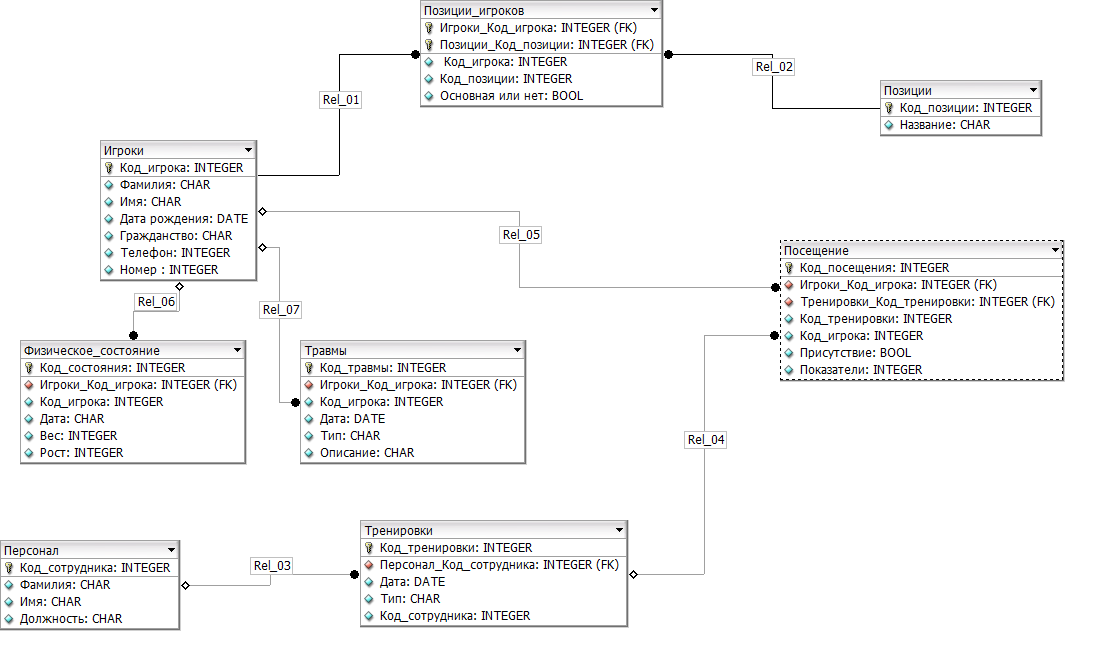 Позиции_игроков
Игроки_Код_игрока: INTEGER (FK)
Позиции_Код_позиции: INTEGER (FK)
Код_игрока: INTEGER
Код_позиции: INTEGER
Основная или нет: BOOL
Rel_02
Позиции
Код_позиции: INTEGER
Название: CHAR
Rel_01
Игроки
Код_игрока: INTEGER
Фамилия: CHAR
Имя: CHAR
Дата рождения: DATE
Гражданство: CHAR
Телефон: INTEGER
Номер : INTEGER
Rel_05
Посещение
Код_посещения: INTEGER
Игроки_Код_игрока: INTEGER (FK)
Тренировки_Код_тренировки: INTEGER (FK)
Код_тренировки: INTEGER
Код_игрока: INTEGER
Присутствие: BOOL
Показатели: INTEGER
Rel_06
Rel_07
Физическое_состояние
Код_состояния: INTEGER
Игроки_Код_игрока: INTEGER (FK)
Код_игрока: INTEGER
Дата: CHAR
Вес: INTEGER
Рост: INTEGER
Травмы
Код_травмы: INTEGER
Игроки_Код_игрока: INTEGER (FK)
Код_игрока: INTEGER
Дата: DATE
Тип: CHAR
Описание: CHAR
Rel_04
Персонал
Код_сотрудника: INTEGER
Фамилия: CHAR
Имя: CHAR
Должность: CHAR
Rel_03
Тренировки
Код_тренировки: INTEGER
Персонал_Код_сотрудника: INTEGER (FK)
Дата: DATE
Тип: CHAR
Код_сотрудника: INTEGER